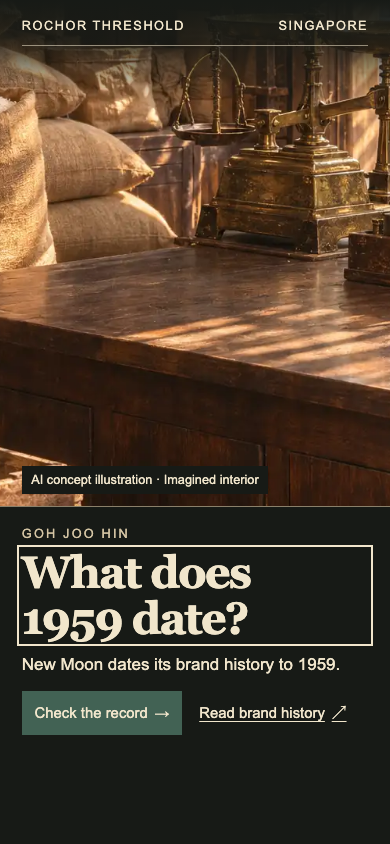 ROCHOR THRESHOLD SINGAPORE
AI concept illustration · Imagined interior
GOH JOO HIN
What does
1959 date?
New Moon dates its brand history to 1959.
Check the record → Read brand history ↗